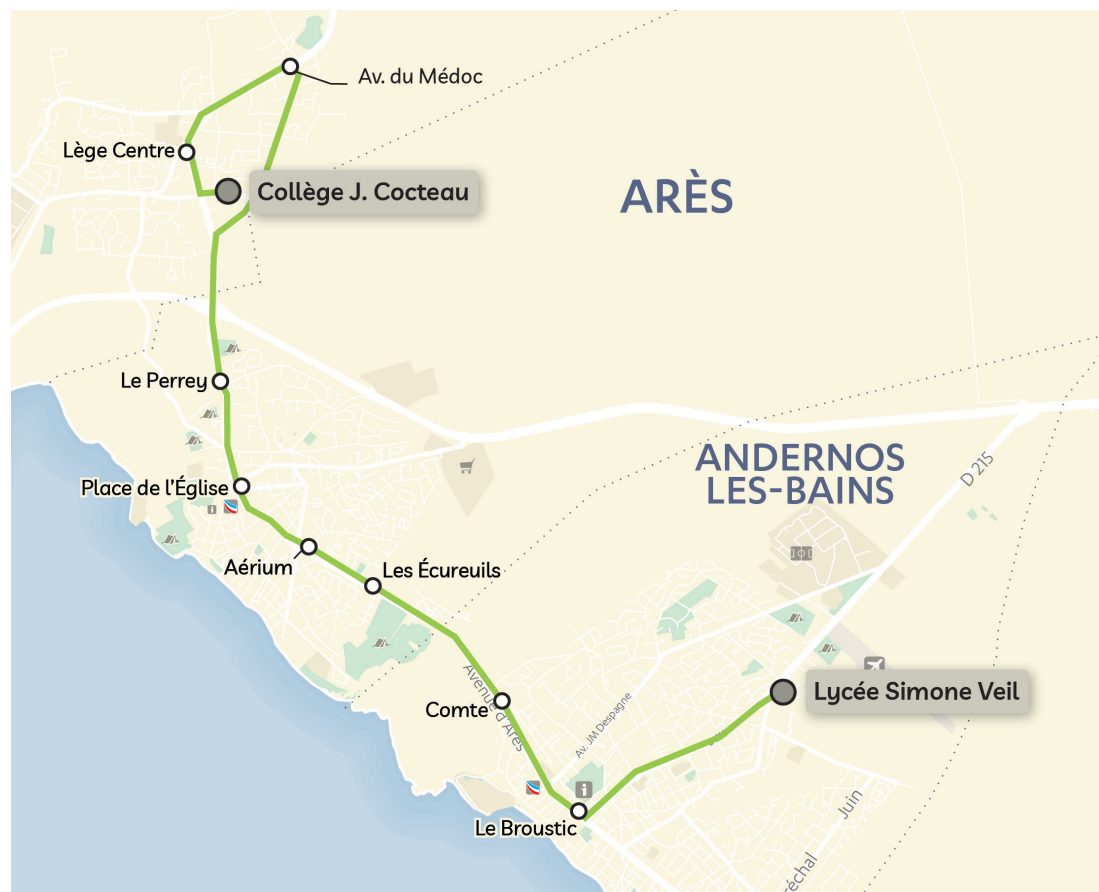 Av. du Médoc
Lège Centre
Collège J. Cocteau
ARÈS
Le Perrey
ANDERNOS
LES-BAINS
D 215
Place de l'Église
Aérium
Les Écureuils
Avenue d'Arès
Comte
Av. JM Despagne
Lycée Simone Veil
Le Broustic
Juin